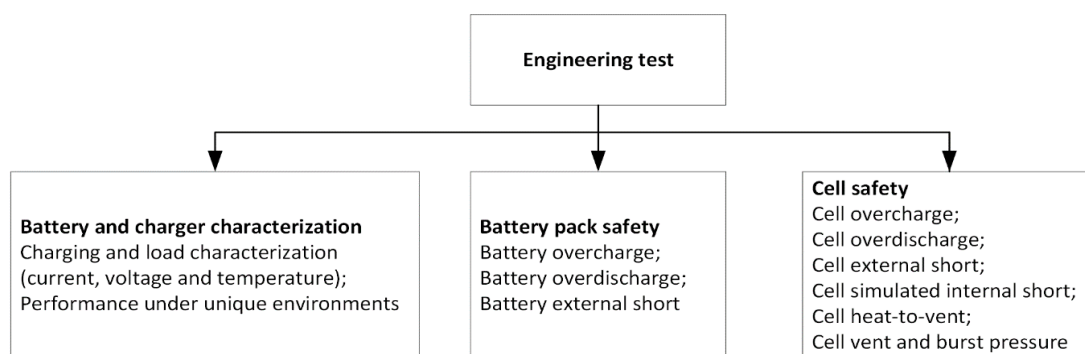 Engineering test
Battery and charger characterization
Charging and load characterization
(current, voltage and temperature);
Performance under unique environments
Battery pack safety
Battery overcharge;
Battery overdischarge;
Battery external short
Cell safety
Cell overcharge;
Cell overdischarge;
Cell external short;
Cell simulated internal short;
Cell heat-to-vent;
Cell vent and burst pressure